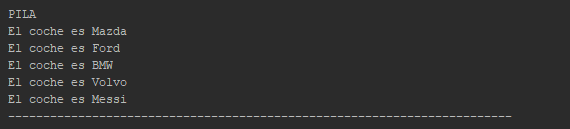 PILA
El coche es Mazda
El coche es Ford
El coche es BMW
El coche es Volvo
El coche es Messi
------------------------------------------------------------------------